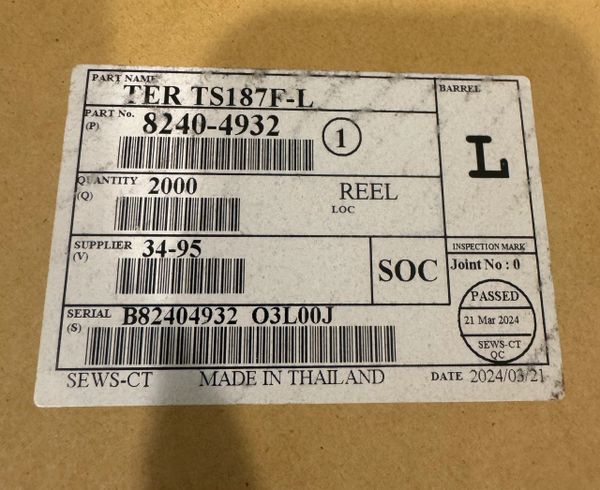 PART NAME
TER TS187F-L
BARREL
PART No.
(P)
8240-4932
1
L
QUANTITY
(Q)
2000
REEL
LOC
SUPPLIER
(V)
34-95
SOC
INSPECTION MARK
Joint No : 0
SERIAL
(S)
B82404932 O3L00J
PASSED
21 Mar 2024
SEWS-CT
QC
SEWS-CT
MADE IN THAILAND
DATE 2024/03/21